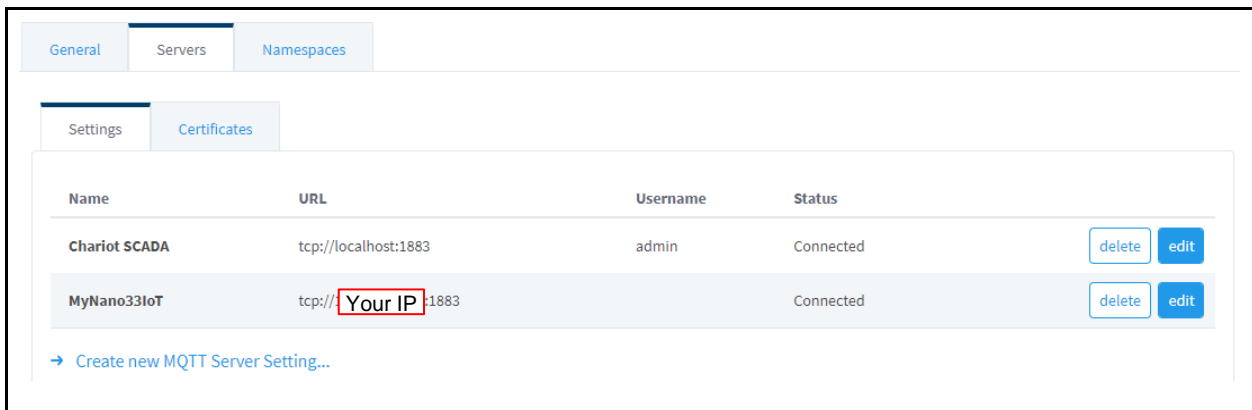 General Servers Namespaces
Settings Certificates
Name URL Username Status
Chariot SCADA tcp://localhost:1883 admin Connected delete edit
MyNano33IoT tcp:// Your IP :1883 Connected delete edit
→ Create new MQTT Server Setting...